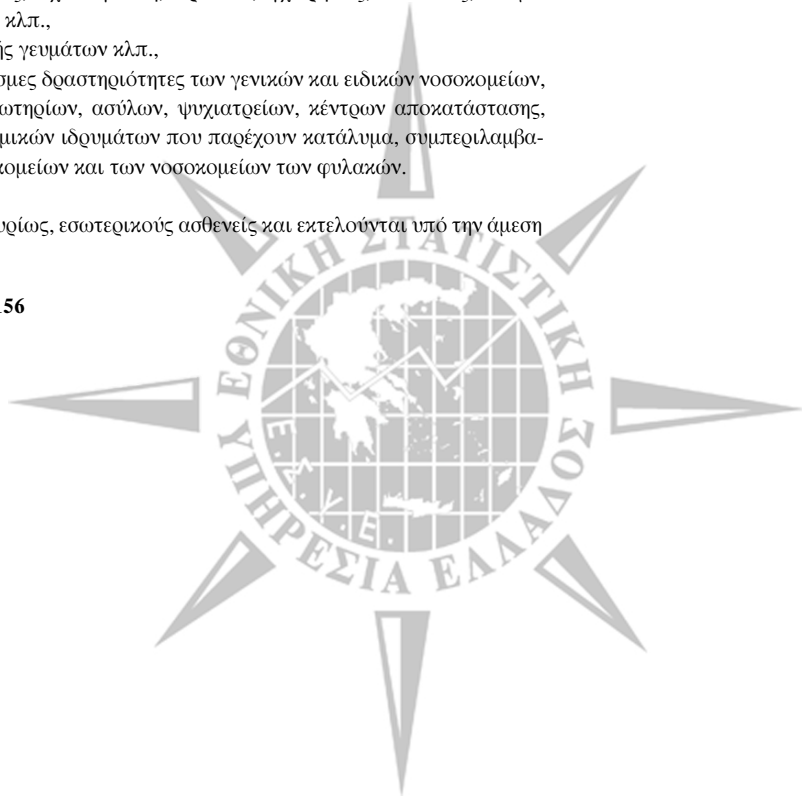 κλπ.,
ής γευμάτων κλπ.,
σμες δραστηριότητες των γενικών και ειδικών νοσοκομείων,
ωτηρίων, ασύλων, ψυχιατρείων, κέντρων αποκατάστασης,
μικών ιδρυμάτων που παρέχουν κατάλυμα, συμπεριλαμβα-
κομείων και των νοσοκομείων των φυλακών.
υρίως, εσωτερικούς ασθενείς και εκτελούνται υπό την άμεση
156
ΕΘΝΙΚΗ ΣΤΑΤΙΣΤΙΚΗ
ΥΠΗΡΕΣΙΑ ΕΛΛΑΔΟΣ
Ε.Σ.Υ.Ε.